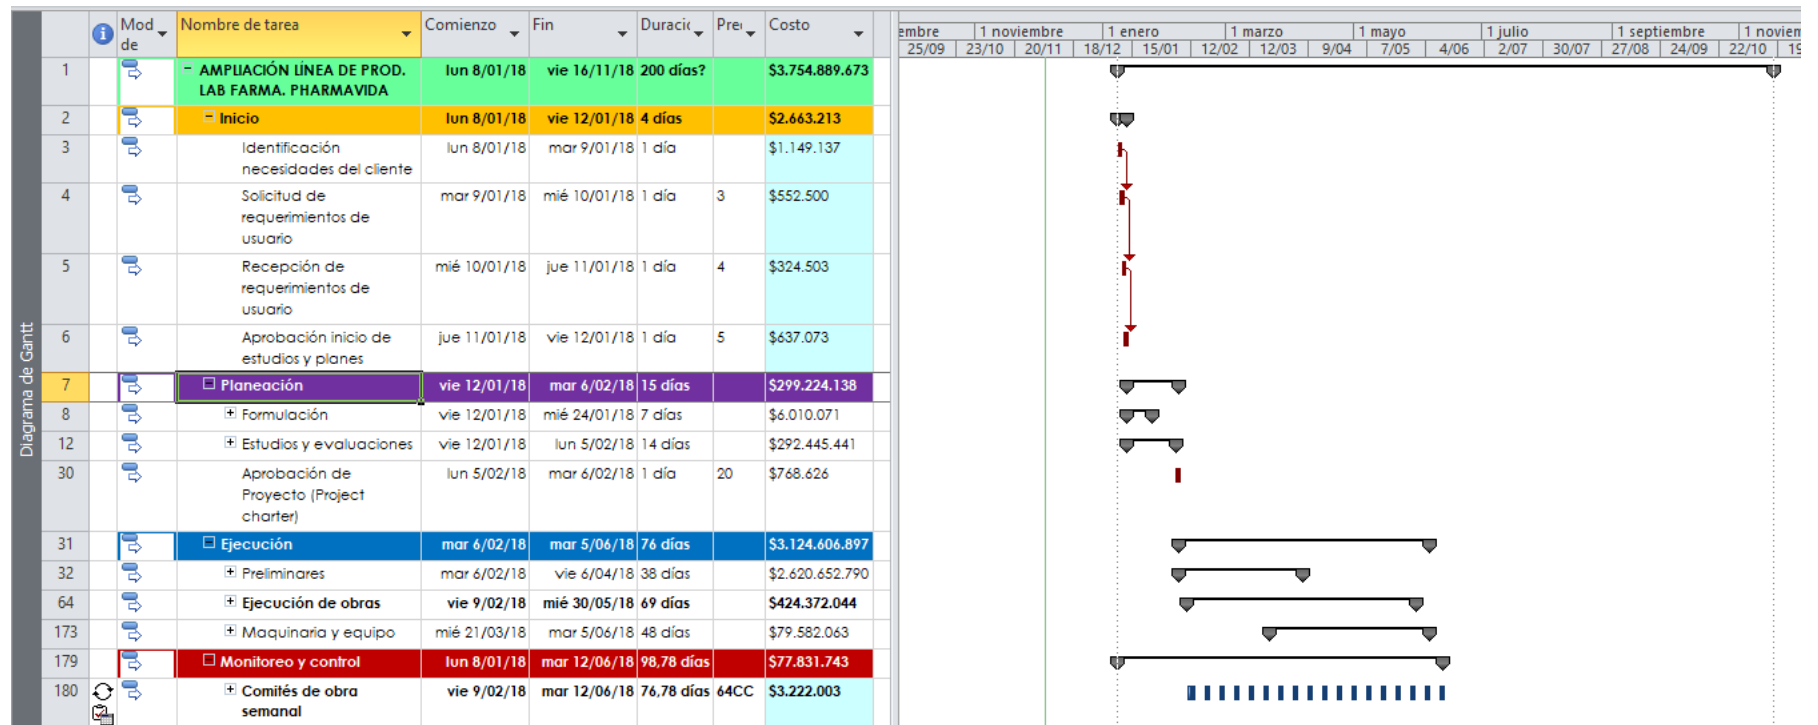 Mod de Nombre de tarea Comienzo Fin Duracić Pre Costo
embre 1 noviembre 1 enero 1 marzo 1 mayo 1 julio 1 septiembre 1 noviem
25/09 23/10 20/11 18/12 15/01 12/02 12/03 9/04 7/05 4/06 2/07 30/07 27/08 24/09 22/10 19
1 AMPLIACIÓN LÍNEA DE PROD. lun 8/01/18 vie 16/11/18 200 días? $3.754.889.673
LAB FARMA. PHARMAVIDA
2 Inicio lun 8/01/18 vie 12/01/18 4 días $2.663.213
3 Identificación lun 8/01/18 mar 9/01/18 1 día $1.149.137
necesidades del cliente
4 Solicitud de mar 9/01/18 mié 10/01/18 1 día 3 $552.500
requerimientos de
usuario
5 Recepción de mié 10/01/18 jue 11/01/18 1 día 4 $324.503
requerimientos de
usuario
6 Aprobación inicio de jue 11/01/18 vie 12/01/18 1 día 5 $637.073
estudios y planes
7 Planeación vie 12/01/18 mar 6/02/18 15 días $299.224.138
8 Formulación vie 12/01/18 mié 24/01/18 7 días $6.010.071
12 Estudios y evaluaciones vie 12/01/18 lun 5/02/18 14 días $292.445.441
30 Aprobación de lun 5/02/18 mar 6/02/18 1 día 20 $768.626
Proyecto (Project
charter)
31 Ejecución mar 6/02/18 mar 5/06/18 76 días $3.124.606.897
32 Preliminares mar 6/02/18 vie 6/04/18 38 días $2.620.652.790
64 Ejecución de obras vie 9/02/18 mié 30/05/18 69 días $424.372.044
173 Maquinaria y equipo mié 21/03/18 mar 5/06/18 48 días $79.582.063
179 Monitoreo y control lun 8/01/18 mar 12/06/18 98,78 días $77.831.743
180 Comités de obra vie 9/02/18 mar 12/06/18 76,78 días 64CC $3.222.003
semanal
Diagrama de Gantt